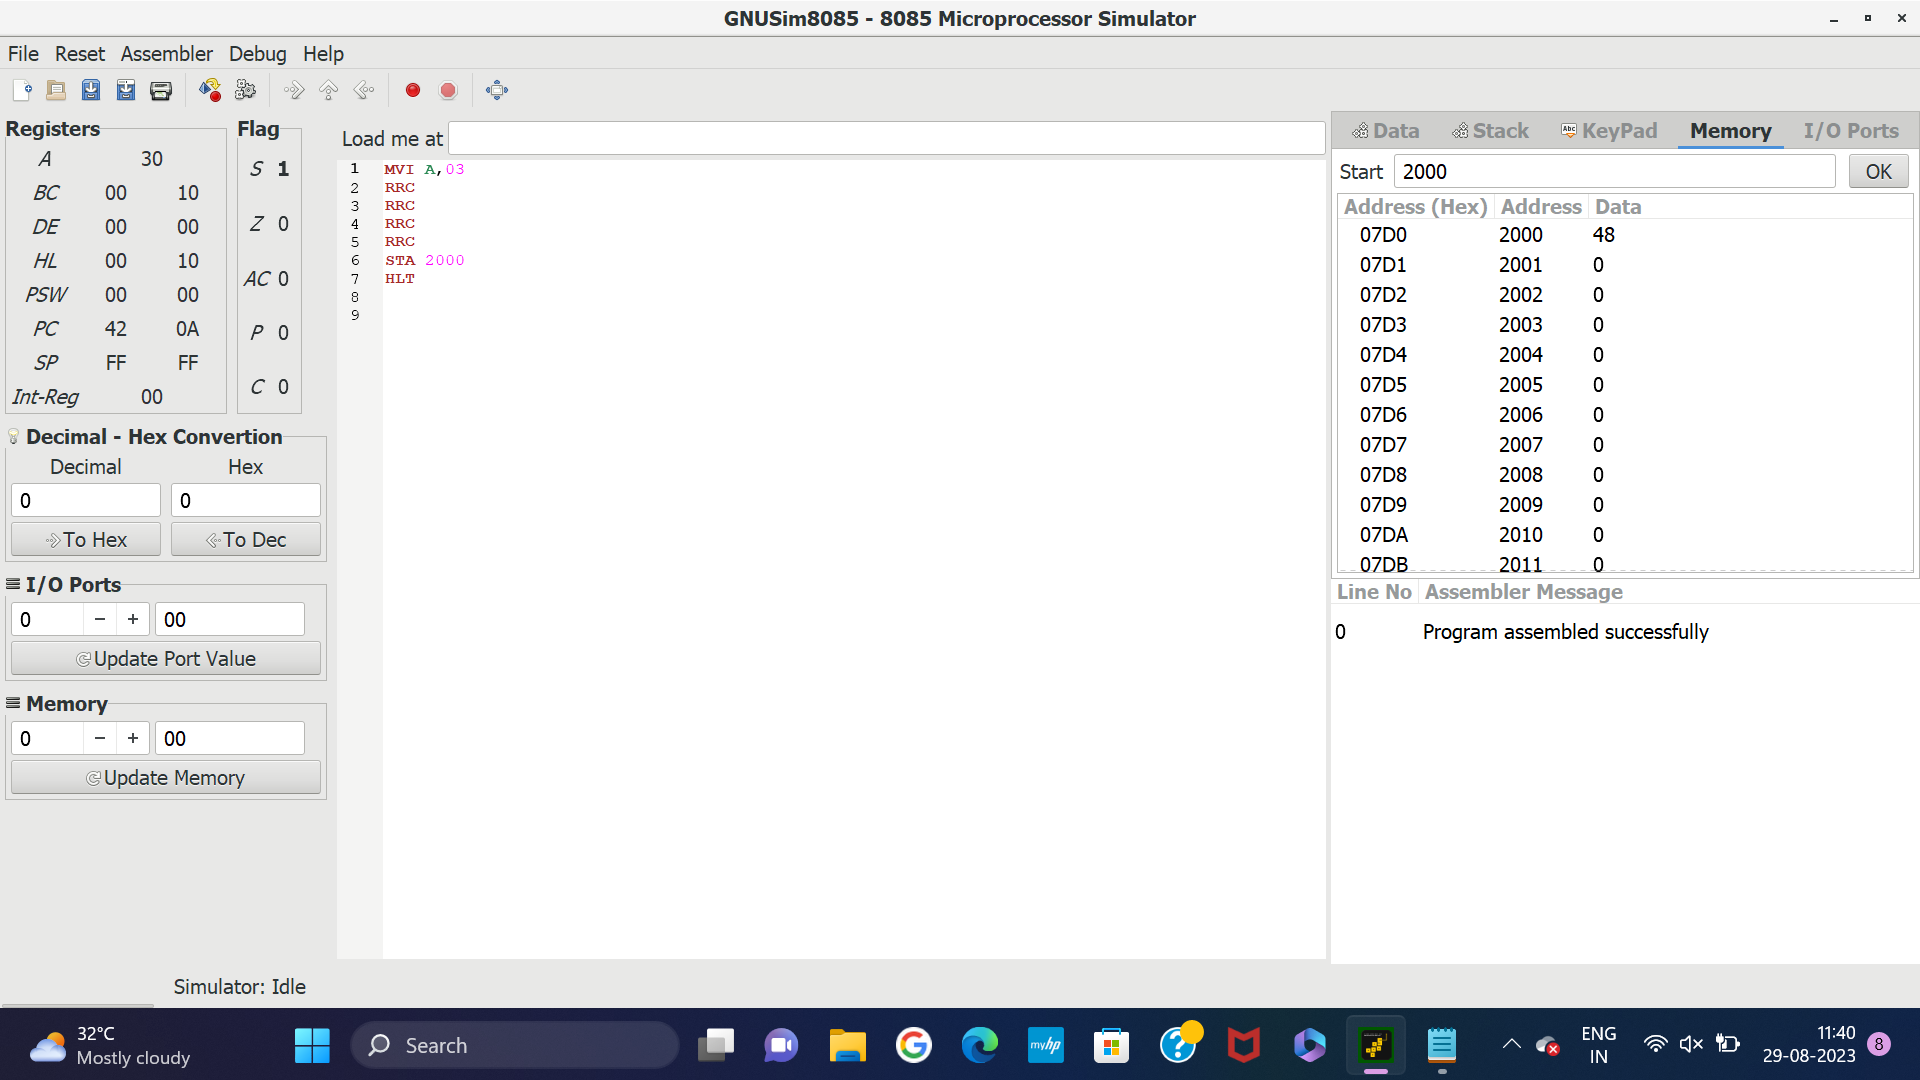 GNUSim8085 - 8085 Microprocessor Simulator
File Reset Assembler Debug Help
Registers
A 30
BC 00 10
DE 00 00
HL 00 10
PSW 00 00
PC 42 0A
SP FF FF
Int-Reg 00
Flag
S 1
Z 0
AC 0
P 0
C 0
Decimal - Hex Convertion
Decimal Hex
0 0
To Hex To Dec
I/O Ports
0 − + 00
Update Port Value
Memory
0 − + 00
Update Memory
Load me at
1 MVI A,03
2 RRC
3 RRC
4 RRC
5 RRC
6 STA 2000
7 HLT
8
9
Data Stack Abc KeyPad Memory I/O Ports
Start 2000 OK
Address (Hex) Address Data
07D0 2000 48
07D1 2001 0
07D2 2002 0
07D3 2003 0
07D4 2004 0
07D5 2005 0
07D6 2006 0
07D7 2007 0
07D8 2008 0
07D9 2009 0
07DA 2010 0
07DB 2011 0
Line No Assembler Message
0 Program assembled successfully
Simulator: Idle
32°C
Mostly cloudy
Search
myhp
ENG
IN
11:40
29-08-2023
8